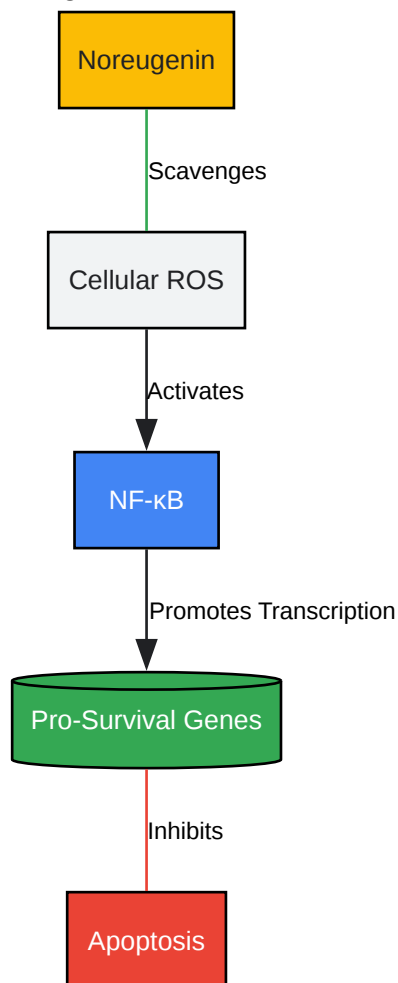 Noreugenin
Scavenges
Cellular ROS
Activates
NF-κB
Promotes Transcription
Pro-Survival Genes
Inhibits
Apoptosis